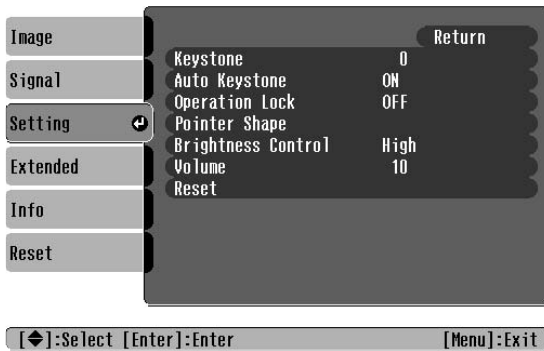 Image
Signal
Setting
Extended
Info
Reset
Return
Keystone 0
Auto Keystone ON
Operation Lock OFF
Pointer Shape
Brightness Control High
Volume 10
Reset
[◆]:Select [Enter]:Enter [Menu]:Exit